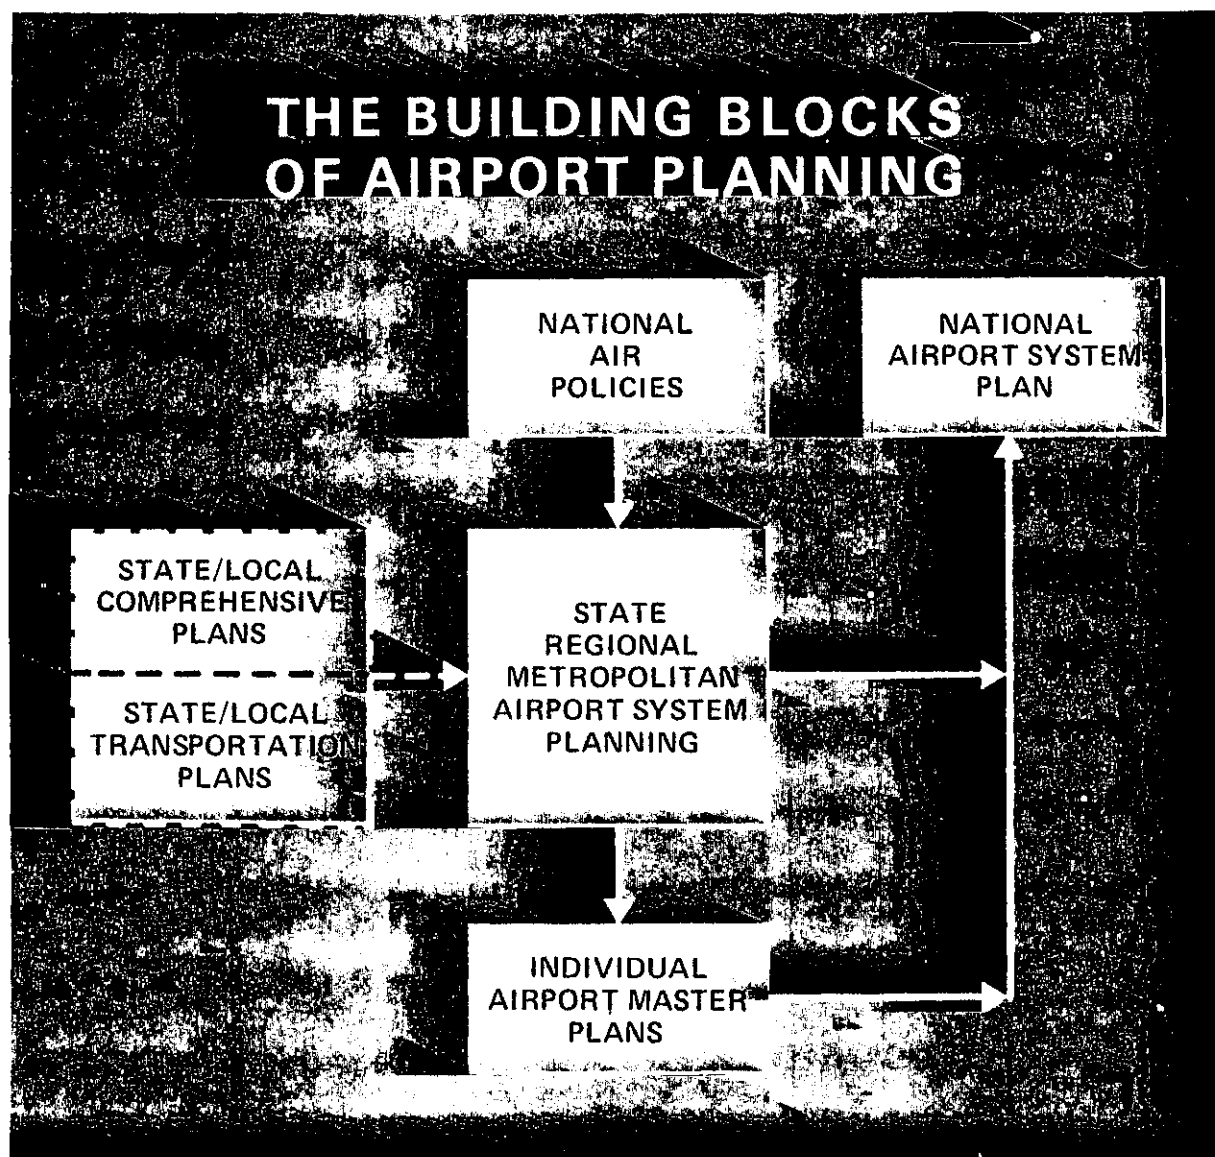 THE BUILDING BLOCKS
OF AIRPORT PLANNING
NATIONAL
AIR
POLICIES
NATIONAL
AIRPORT SYSTEM
PLAN
STATE/LOCAL
COMPREHENSIVE
PLANS
STATE/LOCAL
TRANSPORTATION
PLANS
STATE
REGIONAL
METROPOLITAN
AIRPORT SYSTEM
PLANNING
INDIVIDUAL
AIRPORT MASTER
PLANS